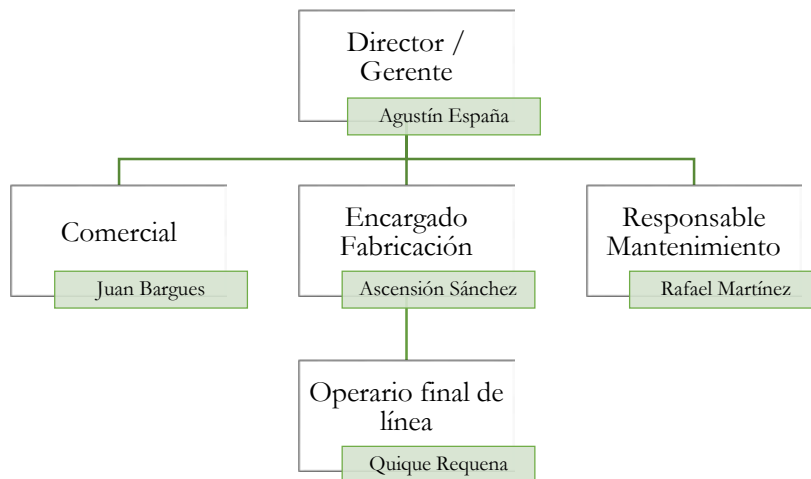 Director /
Gerente
Agustín España
Comercial
Juan Bargues
Encargado
Fabricación
Ascensión Sánchez
Responsable
Mantenimiento
Rafael Martínez
Operario final de
línea
Quique Requena